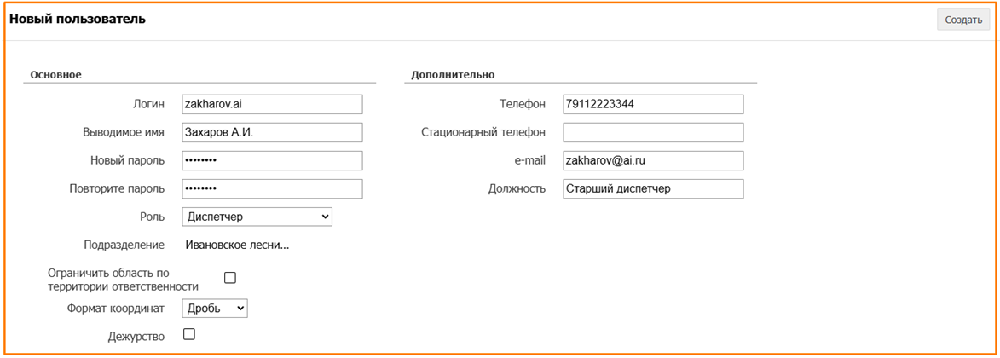 Новый пользователь
Создать
Основное
Логин zakharov.ai
Выводимое имя Захаров А.И.
Новый пароль ••••••••
Повторите пароль ••••••••
Роль Диспетчер
Подразделение Ивановское лесни...
Ограничить область по
территории ответственности
Формат координат Дробь
Дежурство
Дополнительно
Телефон 79112223344
Стационарный телефон
e-mail zakharov@ai.ru
Должность Старший диспетчер